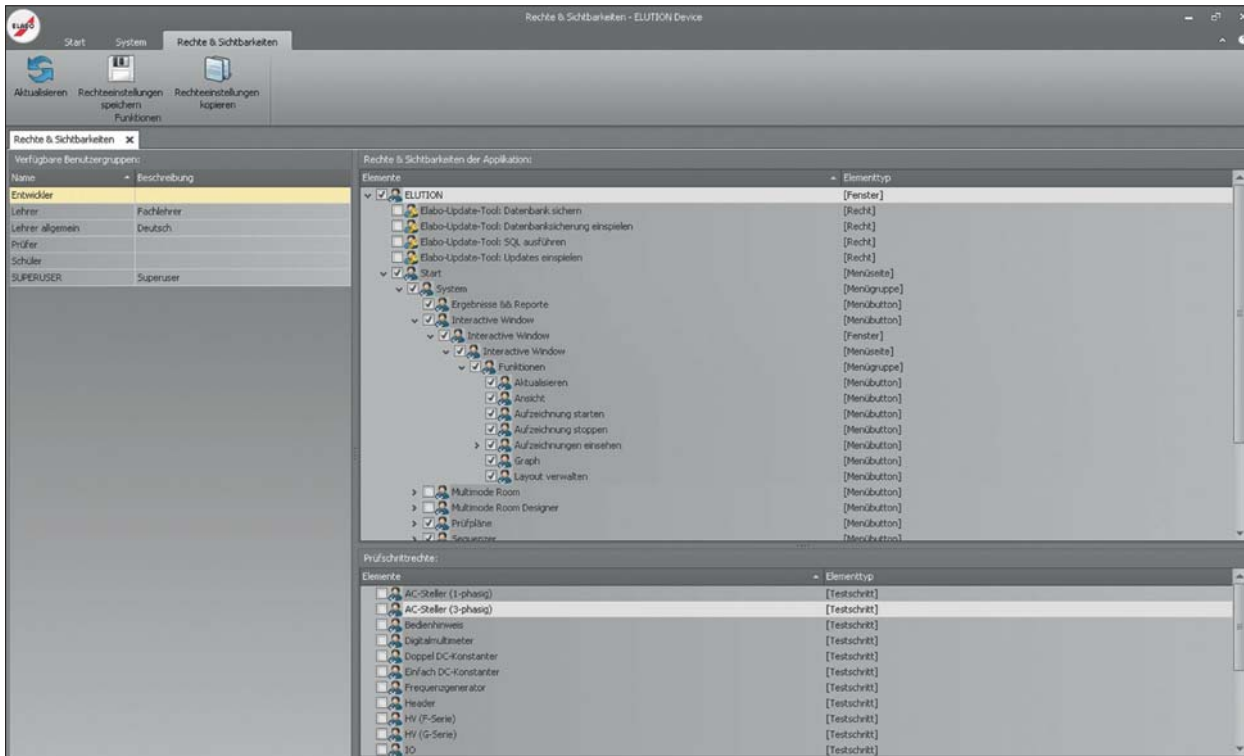 Rechte & Sichtbarkeiten - ELUTION Device
ELABO
Start System Rechte & Sichtbarkeiten
Aktualisieren Rechteeinstellungen speichern Rechteeinstellungen kopieren
Funktionen
Rechte & Sichtbarkeiten
Verfügbare Benutzergruppen:
Name Beschreibung
Entwickler
Lehrer Fachlehrer
Lehrer allgemein Deutsch
Prüfer
Schüler
SUPERUSER Superuser
Rechte & Sichtbarkeiten der Applikation:
Elemente Elementtyp
ELUTION [Fenster]
Elabo-Update-Tool: Datenbank sichern [Recht]
Elabo-Update-Tool: Datenbanksicherung einspielen [Recht]
Elabo-Update-Tool: SQL ausführen [Recht]
Elabo-Update-Tool: Updates einspielen [Recht]
Start [Menüseite]
System [Menügruppe]
Ergebnisse && Reporte [Menübutton]
Interactive Window [Menübutton]
Interactive Window [Fenster]
Interactive Window [Menüseite]
Funktionen [Menügruppe]
Aktualisieren [Menübutton]
Ansicht [Menübutton]
Aufzeichnung starten [Menübutton]
Aufzeichnung stoppen [Menübutton]
Aufzeichnungen einsehen [Menübutton]
Graph [Menübutton]
Layout verwalten [Menübutton]
Multimode Room [Menübutton]
Multimode Room Designer [Menübutton]
Prüfpläne [Menübutton]
Sequenzer [Menübutton]
Prüfschrittrechte:
Elemente Elementtyp
AC-Steller (1-phasig) [Testschritt]
AC-Steller (3-phasig) [Testschritt]
Bedienhinweis [Testschritt]
Digitalmultimeter [Testschritt]
Doppel DC-Konstanter [Testschritt]
Einfach DC-Konstanter [Testschritt]
Frequenzgenerator [Testschritt]
Header [Testschritt]
HV (F-Serie) [Testschritt]
HV (G-Serie) [Testschritt]
IO [Testschritt]